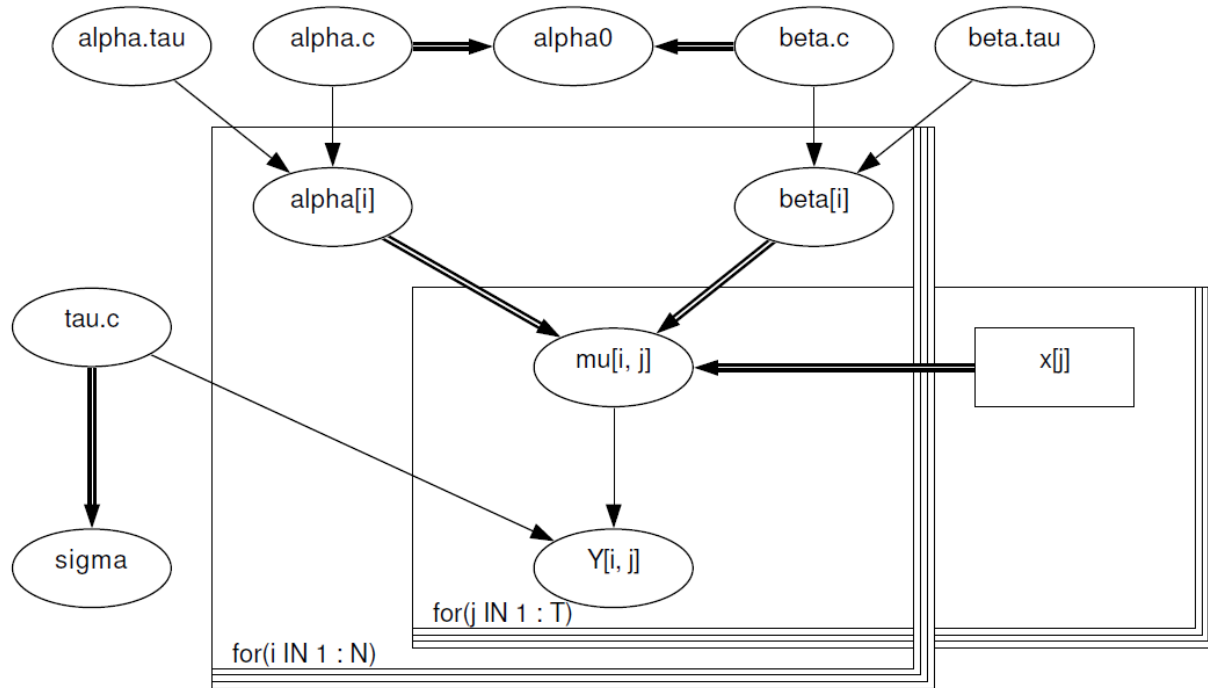 alpha.tau
alpha.c
alpha0
beta.c
beta.tau
alpha[i]
beta[i]
tau.c
mu[i, j]
x[j]
sigma
Y[i, j]
for(j IN 1 : T)
for(i IN 1 : N)